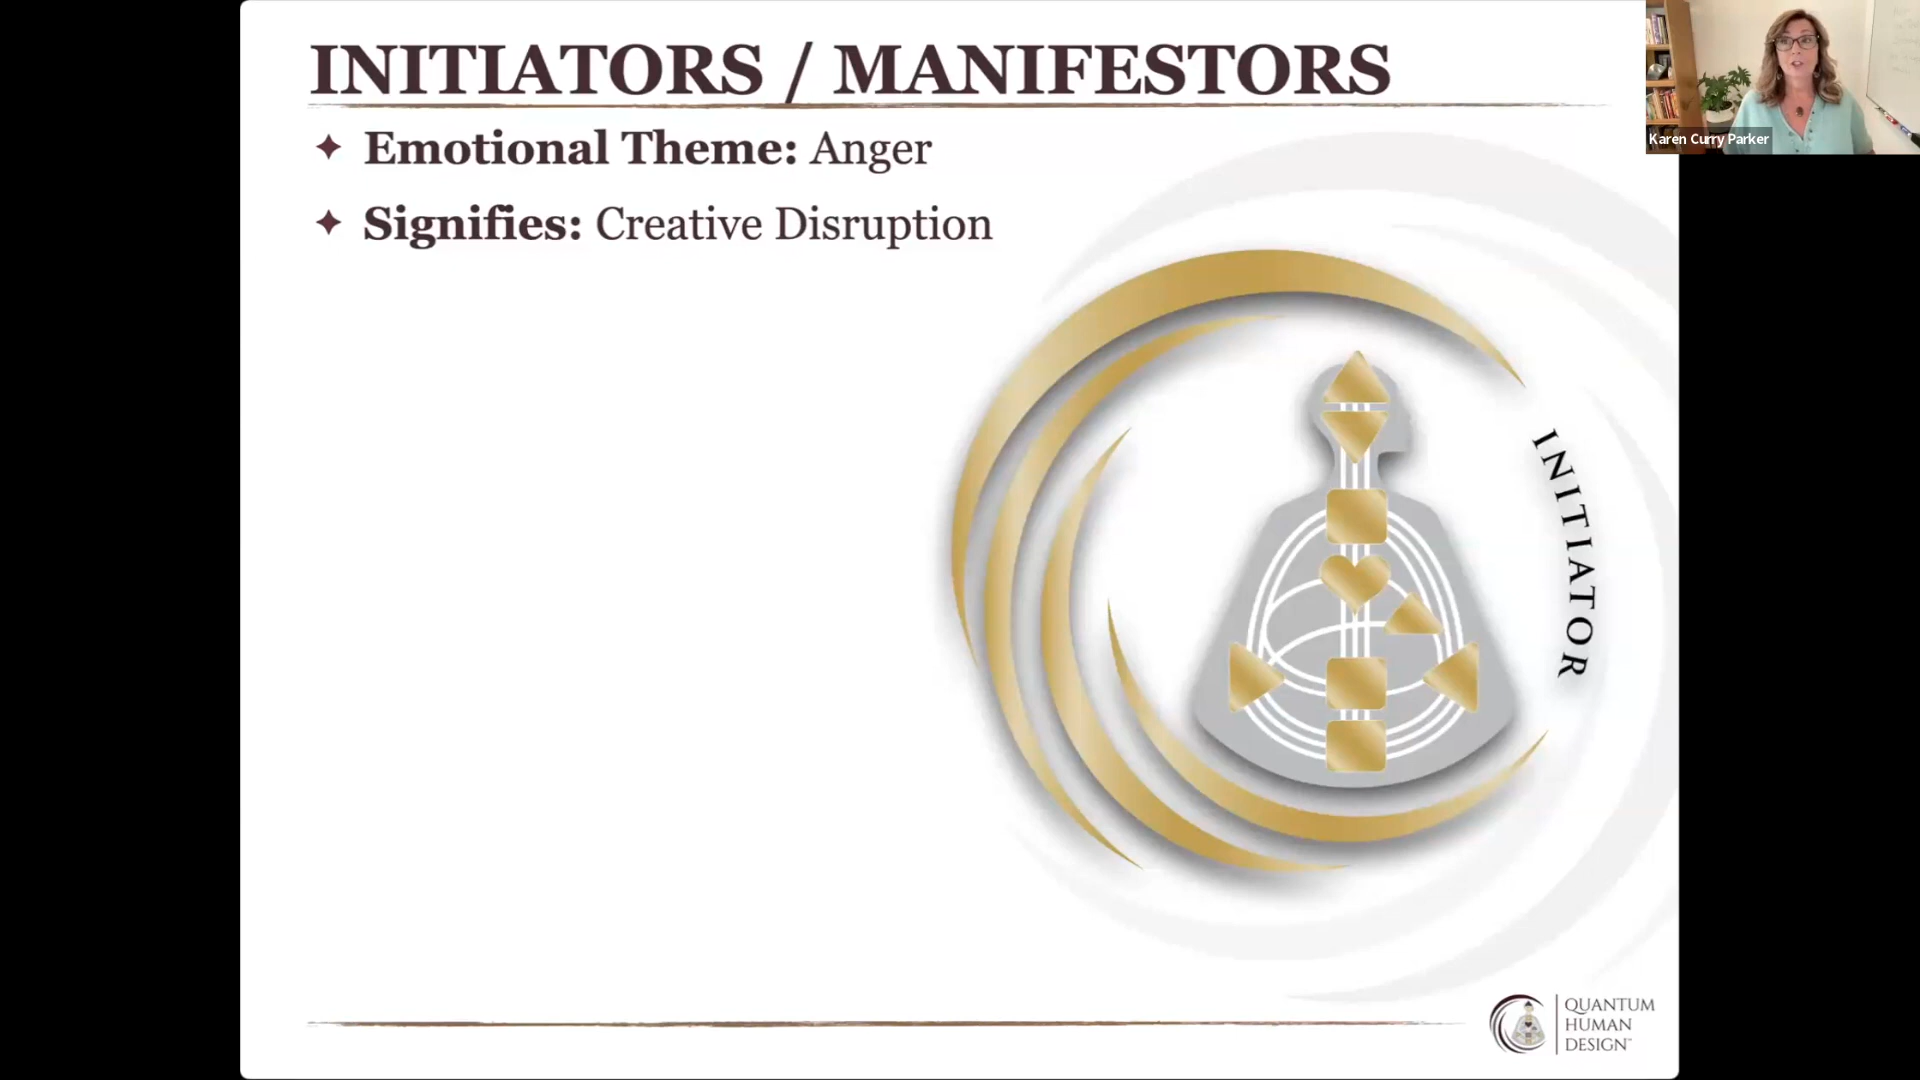 INITIATORS / MANIFESTORS
Emotional Theme: Anger
Signifies: Creative Disruption
Karen Curry Parker
INITIATOR
QUANTUM
HUMAN
DESIGN™